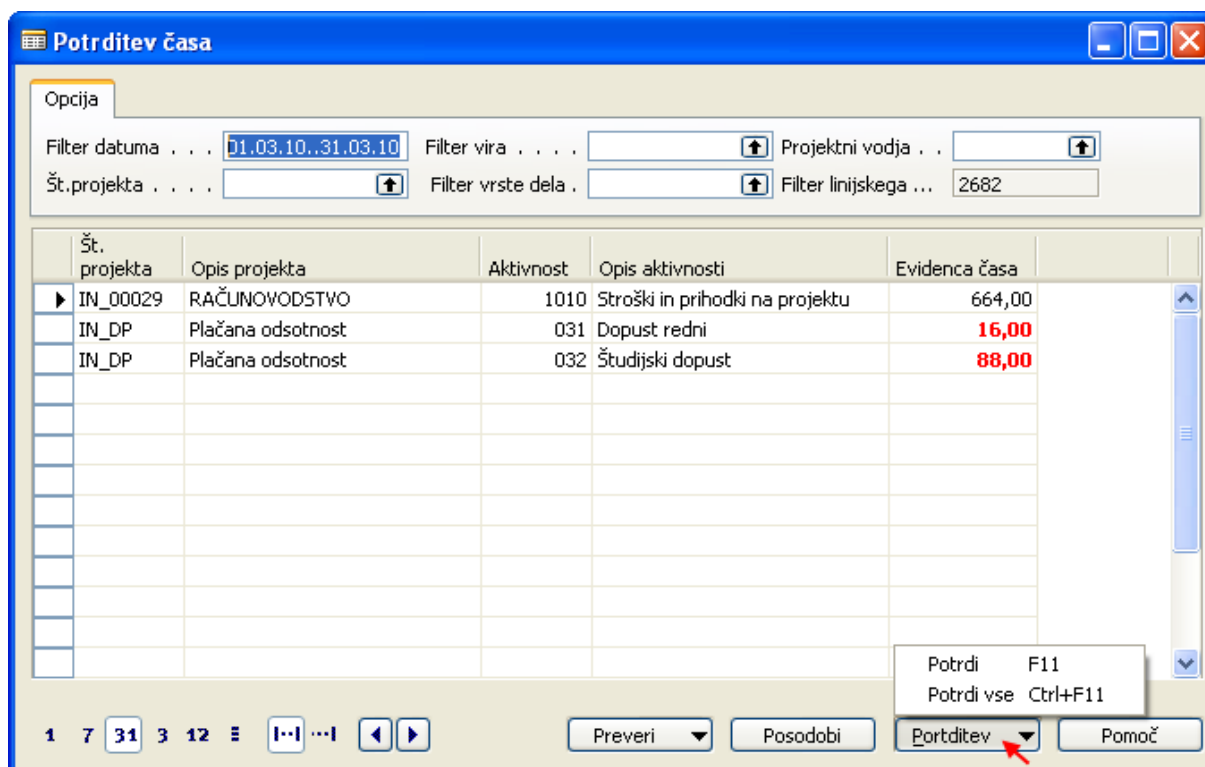 Potrditev časa
Opcija
Filter datuma . . . 01.03.10..31.03.10 Filter vira . . . . Projektni vodja . .
Št.projekta . . . . Filter vrste dela . Filter linijskega ... 2682
Št. projekta Opis projekta Aktivnost Opis aktivnosti Evidenca časa
IN_00029 RAČUNOVODSTVO 1010 Stroški in prihodki na projektu 664,00
IN_DP Plačana odsotnost 031 Dopust redni 16,00
IN_DP Plačana odsotnost 032 Študijski dopust 88,00
Potrdi F11
Potrdi vse Ctrl+F11
1 7 31 3 12 Preveri Posodobi Portditev Pomoč